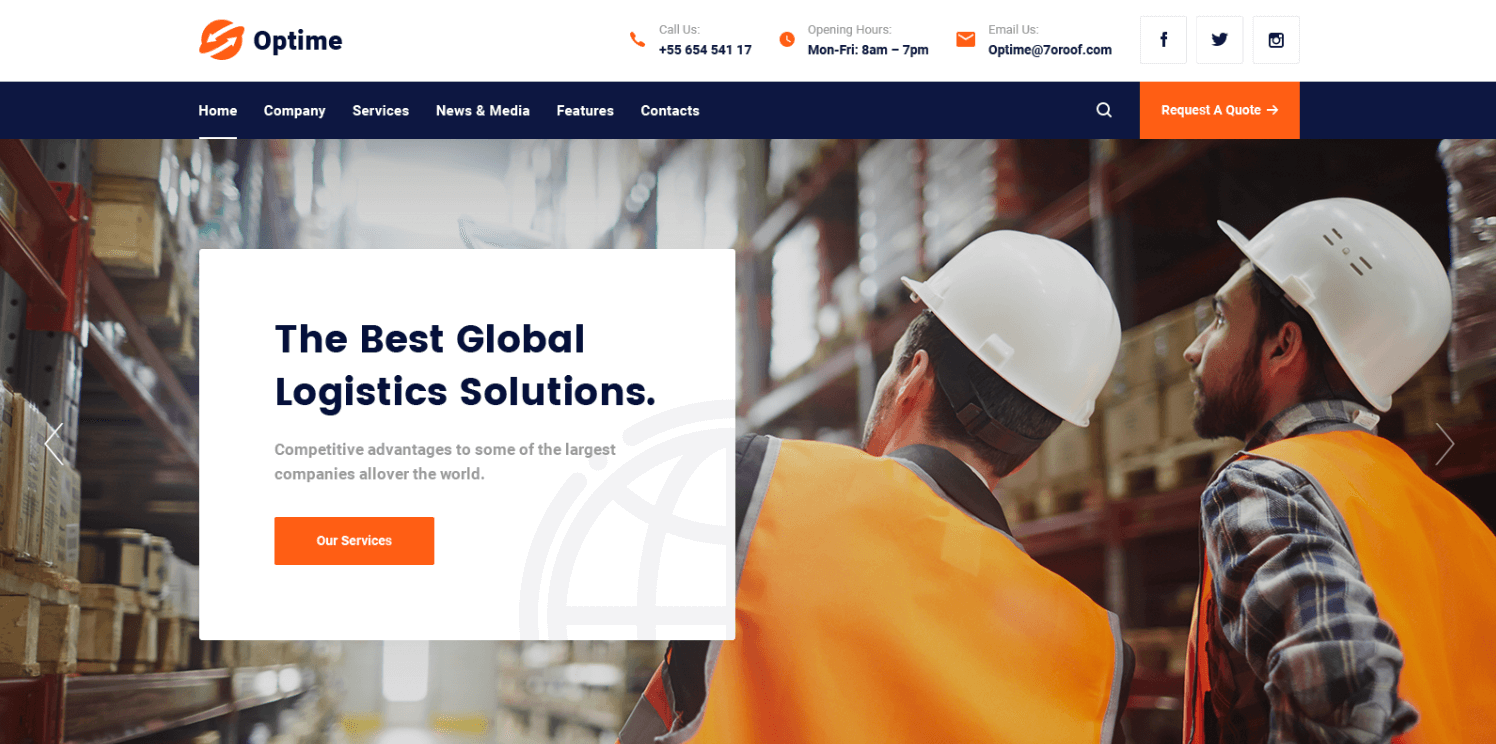 Optime
Call Us:
+55 654 541 17
Opening Hours:
Mon-Fri: 8am – 7pm
Email Us:
Optime@7oroof.com
Home
Company
Services
News & Media
Features
Contacts
Request A Quote →
The Best Global
Logistics Solutions.
Competitive advantages to some of the largest
companies allover the world.
Our Services